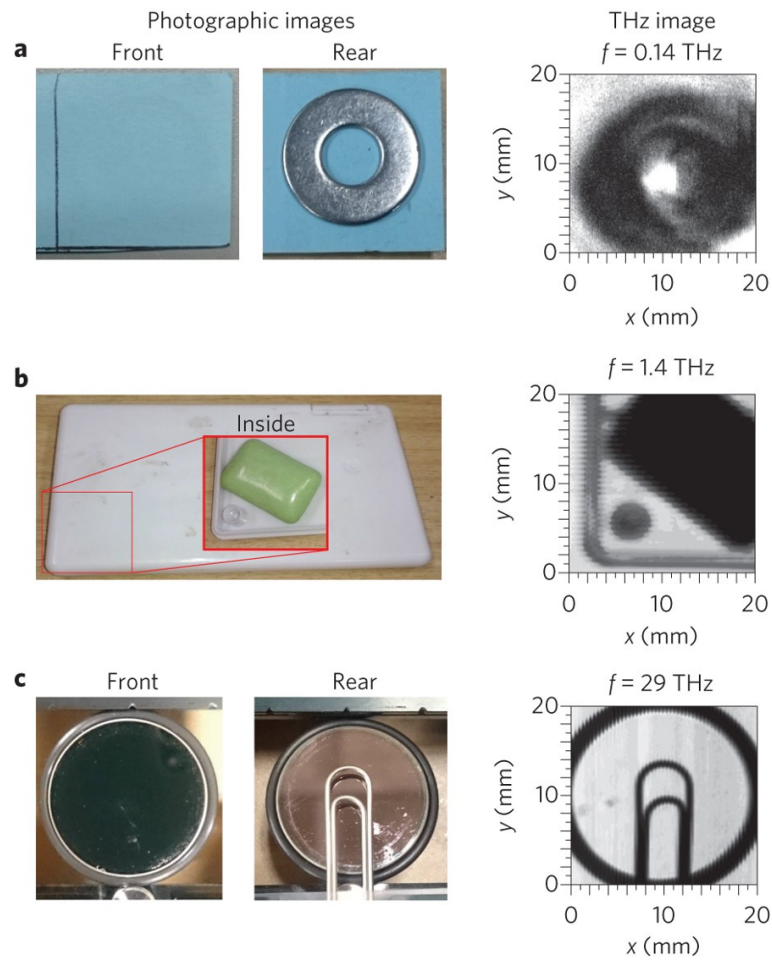 Photographic images
THz image
a
Front
Rear
f = 0.14 THz
20
10
0
y (mm)
0
10
20
x (mm)
b
Inside
f = 1.4 THz
20
10
0
y (mm)
0
10
20
x (mm)
c
Front
Rear
f = 29 THz
20
10
0
y (mm)
0
10
20
x (mm)